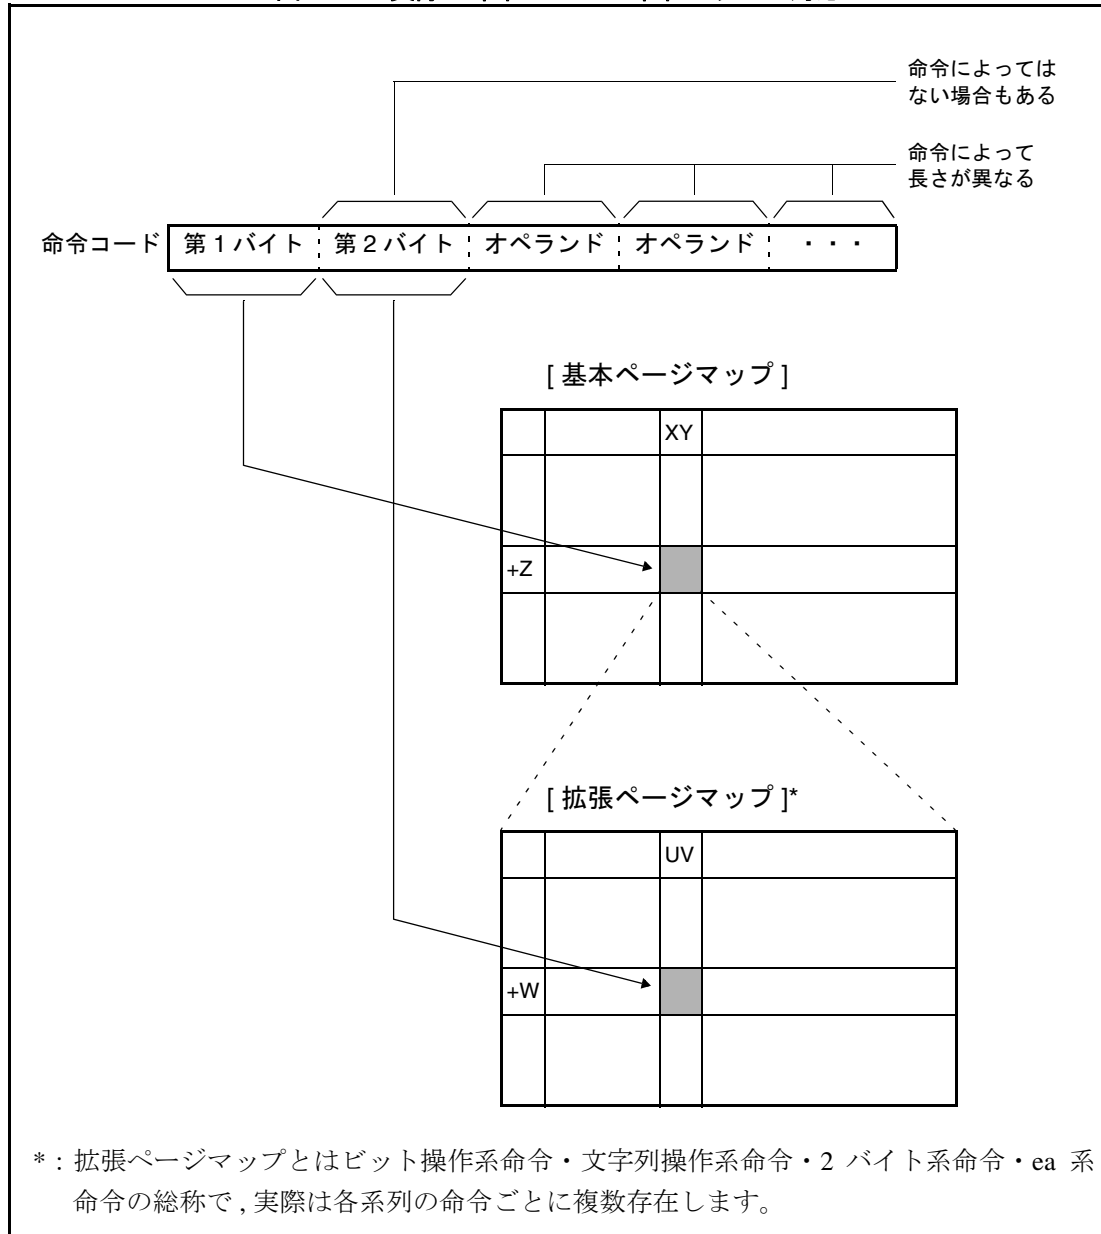 命令によっては
ない場合もある
命令によって
長さが異なる
命令コード 第 1 バイト 第 2 バイト オペランド オペランド ・・・
[ 基本ページマップ ]
XY
+Z
[ 拡張ページマップ ]*
UV
+W
* : 拡張ページマップとはビット操作系命令・文字列操作系命令・2 バイト系命令・ea 系
命令の総称で , 実際は各系列の命令ごとに複数存在します。